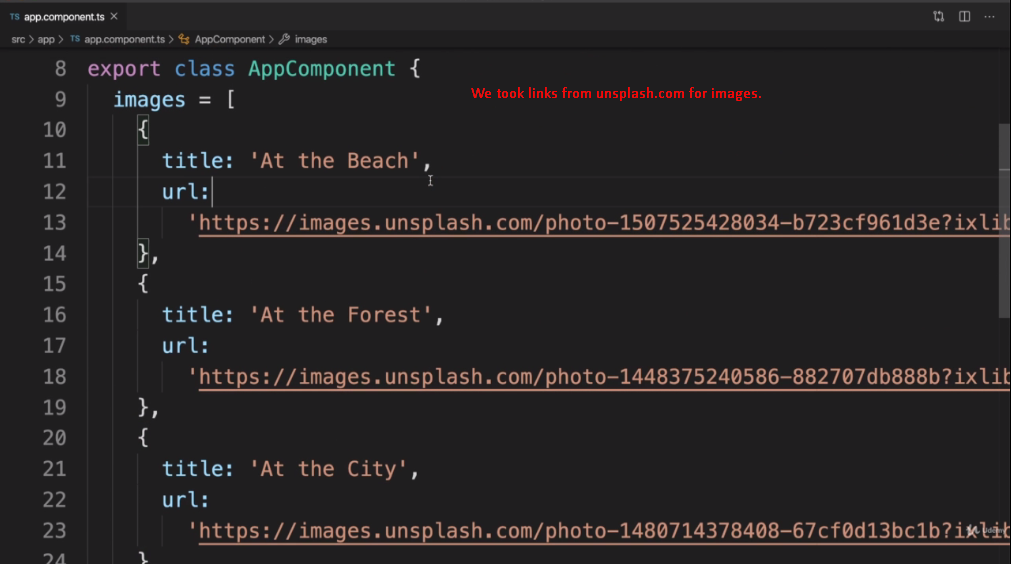 TS app.component.ts ×
src > app > TS app.component.ts > AppComponent > images
8 export class AppComponent {
We took links from unsplash.com for images.
9 images = [
10 {
11 title: 'At the Beach',
12 url:
13 'https://images.unsplash.com/photo-1507525428034-b723cf961d3e?ixlib
14 },
15 {
16 title: 'At the Forest',
17 url:
18 'https://images.unsplash.com/photo-1448375240586-882707db888b?ixlib
19 },
20 {
21 title: 'At the City',
22 url:
23 'https://images.unsplash.com/photo-1480714378408-67cf0d13bc1b?ixlib
Udemy
24 }